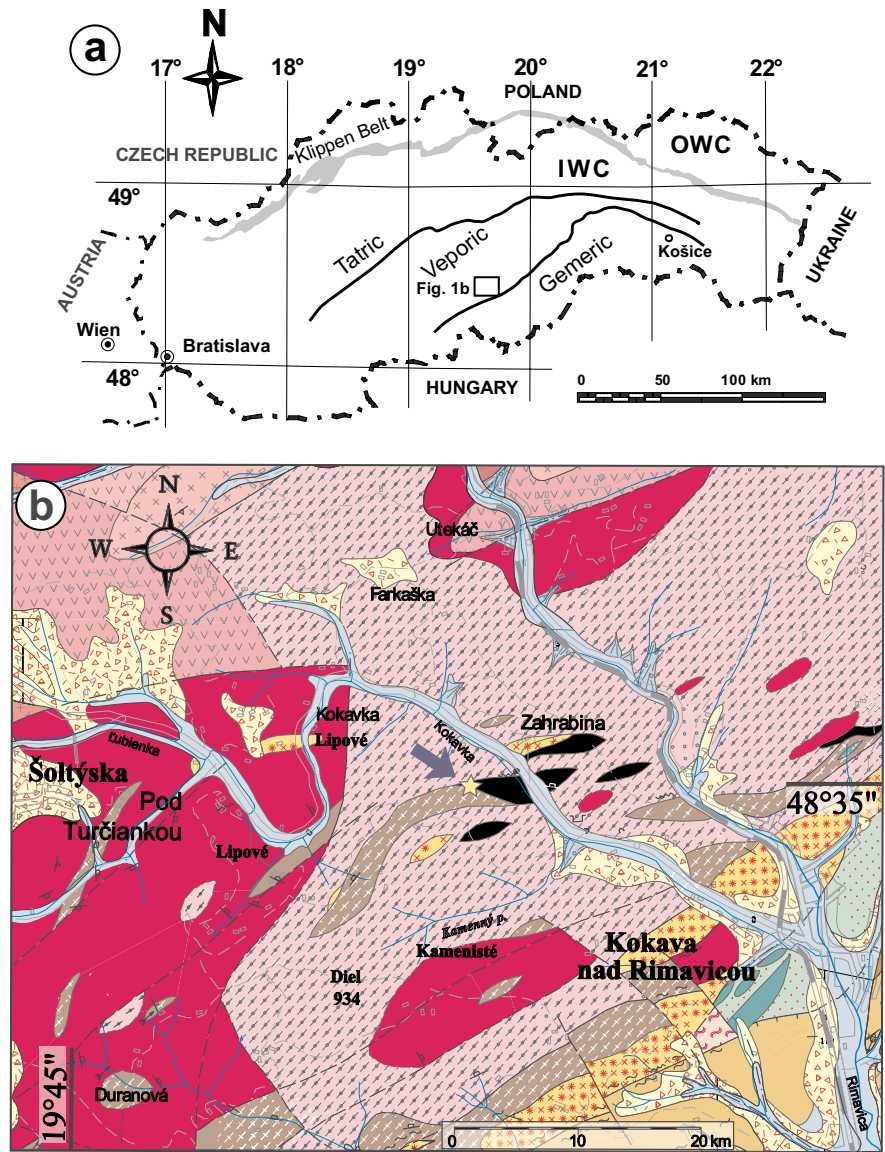 a
N
17°
18°
19°
20°
21°
22°
POLAND
Klippen Belt
CZECH REPUBLIC
OWC
IWC
49°
Tatric
Veporic
Gemeric
Košice
UKRAINE
AUSTRIA
Fig. 1b
Wien
Bratislava
48°
HUNGARY
0 50 100 km
b
N
W E
S
Utekáč
Farkaška
Kokavka
Lipové
Kokavka
Zahrabina
Ľubienka
Šoltýska
Pod
Turčiankou
Lipové
48°35"
Kamenný p.
Kamenisté
Kokava
nad Rimavicou
Diel
934
Duranová
19°45"
Rimavica
0 10 20 km